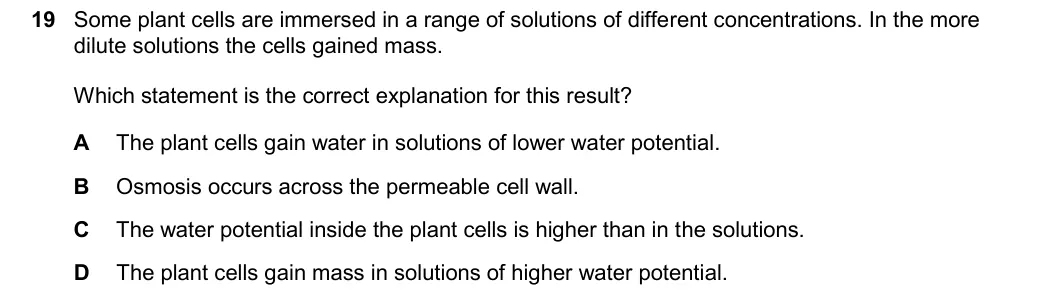 19 Some plant cells are immersed in a range of solutions of different concentrations. In the more
dilute solutions the cells gained mass.
Which statement is the correct explanation for this result?
A The plant cells gain water in solutions of lower water potential.
B Osmosis occurs across the permeable cell wall.
C The water potential inside the plant cells is higher than in the solutions.
D The plant cells gain mass in solutions of higher water potential.